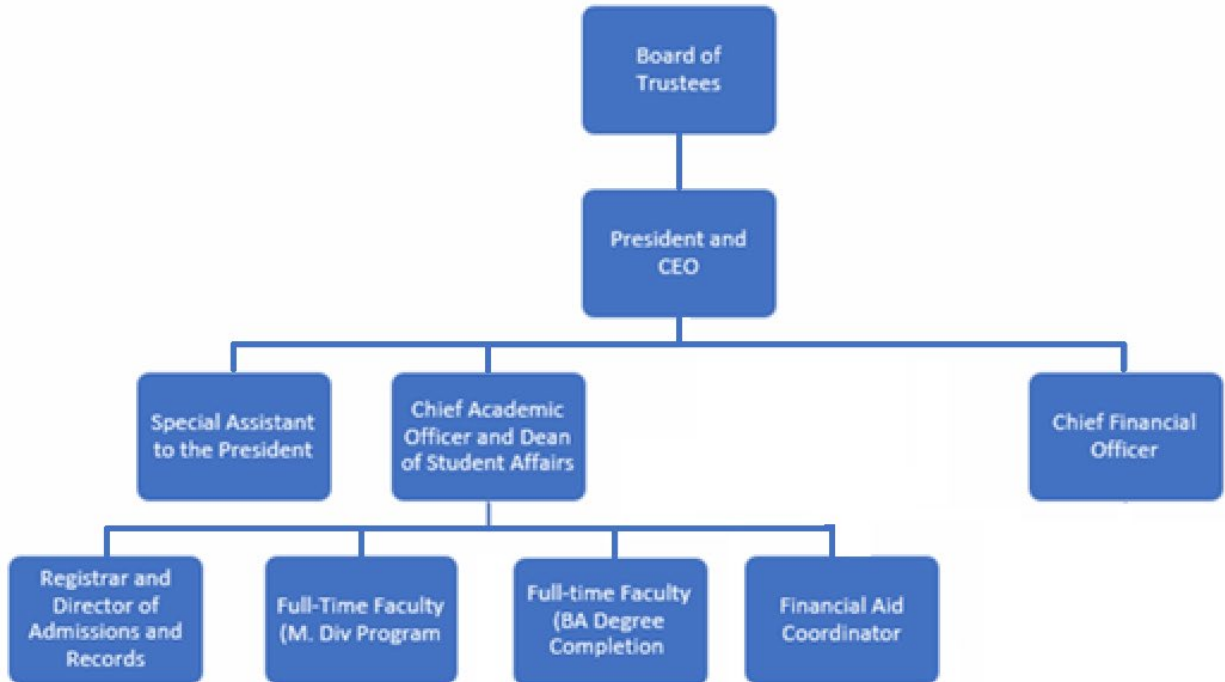 Board of
Trustees
President and
CEO
Special Assistant
to the President
Chief Academic
Officer and Dean
of Student Affairs
Chief Financial
Officer
Registrar and
Director of
Admissions and
Records
Full-Time Faculty
(M. Div Program
Full-time Faculty
(BA Degree
Completion
Financial Aid
Coordinator